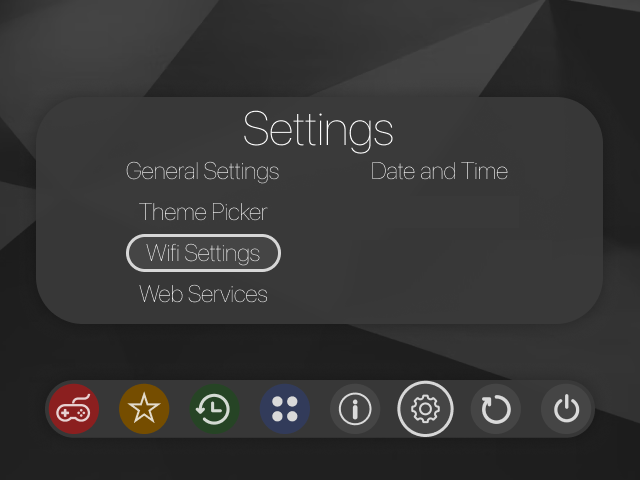 Settings
General Settings
Date and Time
Theme Picker
Wifi Settings
Web Services